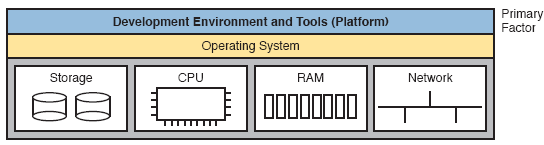 Development Environment and Tools (Platform)
Primary
Factor
Operating System
Storage
CPU
RAM
Network